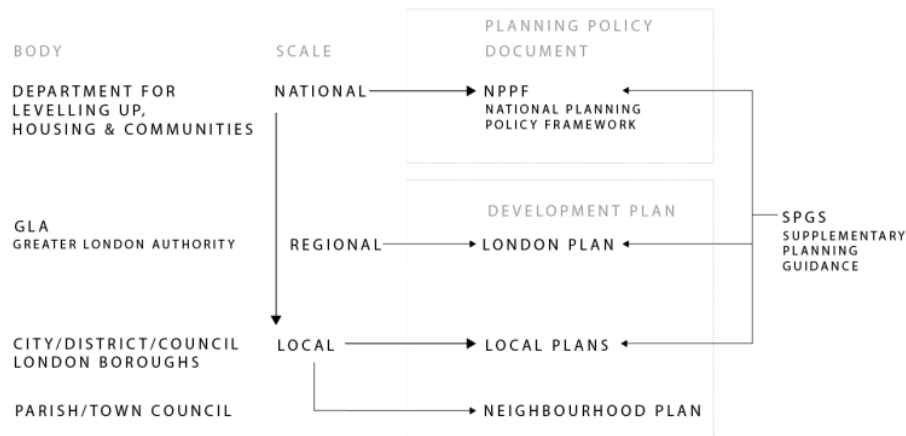 PLANNING POLICY
BODY SCALE DOCUMENT
DEPARTMENT FOR NATIONAL NPPF
LEVELLING UP, NATIONAL PLANNING
HOUSING & COMMUNITIES POLICY FRAMEWORK
DEVELOPMENT PLAN
GLA SPGS
GREATER LONDON AUTHORITY REGIONAL LONDON PLAN SUPPLEMENTARY
PLANNING
GUIDANCE
CITY/DISTRICT/COUNCIL LOCAL LOCAL PLANS
LONDON BOROUGHS
PARISH/TOWN COUNCIL NEIGHBOURHOOD PLAN